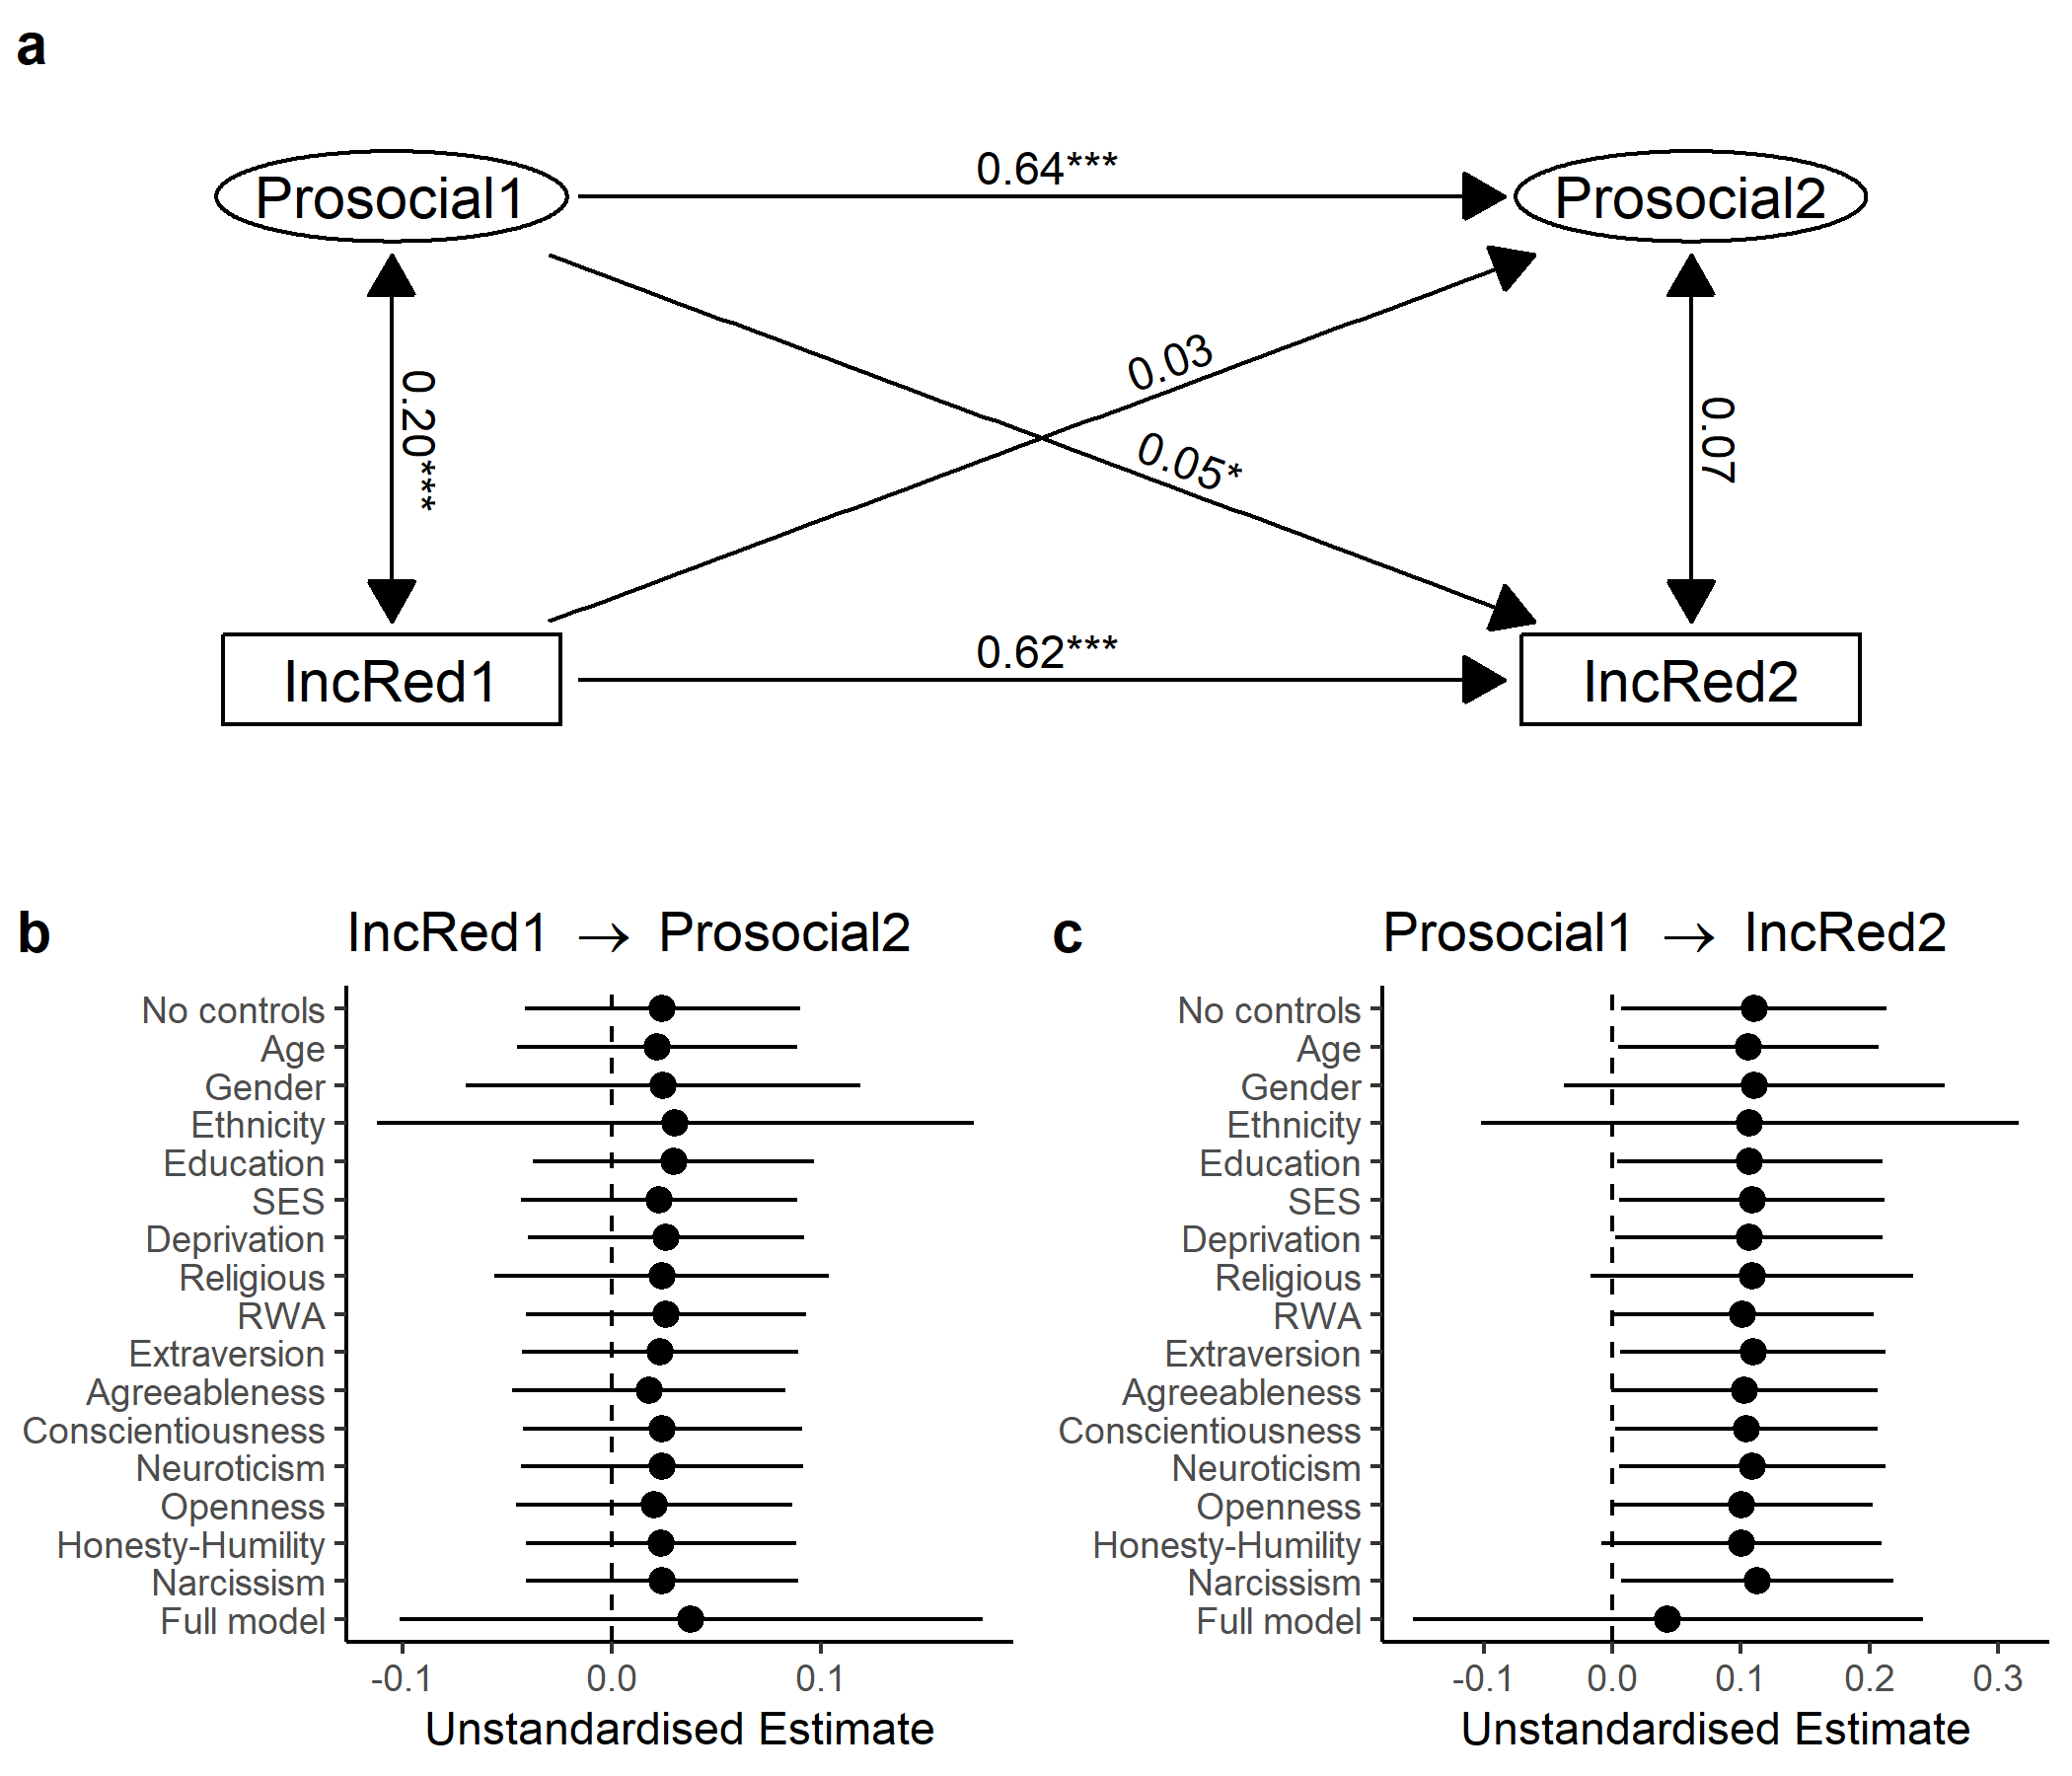 a
Prosocial1
0.64***
Prosocial2
0.20***
0.03
0.05*
0.07
IncRed1
0.62***
IncRed2
b
IncRed1 → Prosocial2
No controls
Age
Gender
Ethnicity
Education
SES
Deprivation
Religious
RWA
Extraversion
Agreeableness
Conscientiousness
Neuroticism
Openness
Honesty-Humility
Narcissism
Full model
-0.1 0.0 0.1
Unstandardised Estimate
c
Prosocial1 → IncRed2
No controls
Age
Gender
Ethnicity
Education
SES
Deprivation
Religious
RWA
Extraversion
Agreeableness
Conscientiousness
Neuroticism
Openness
Honesty-Humility
Narcissism
Full model
-0.1 0.0 0.1 0.2 0.3
Unstandardised Estimate